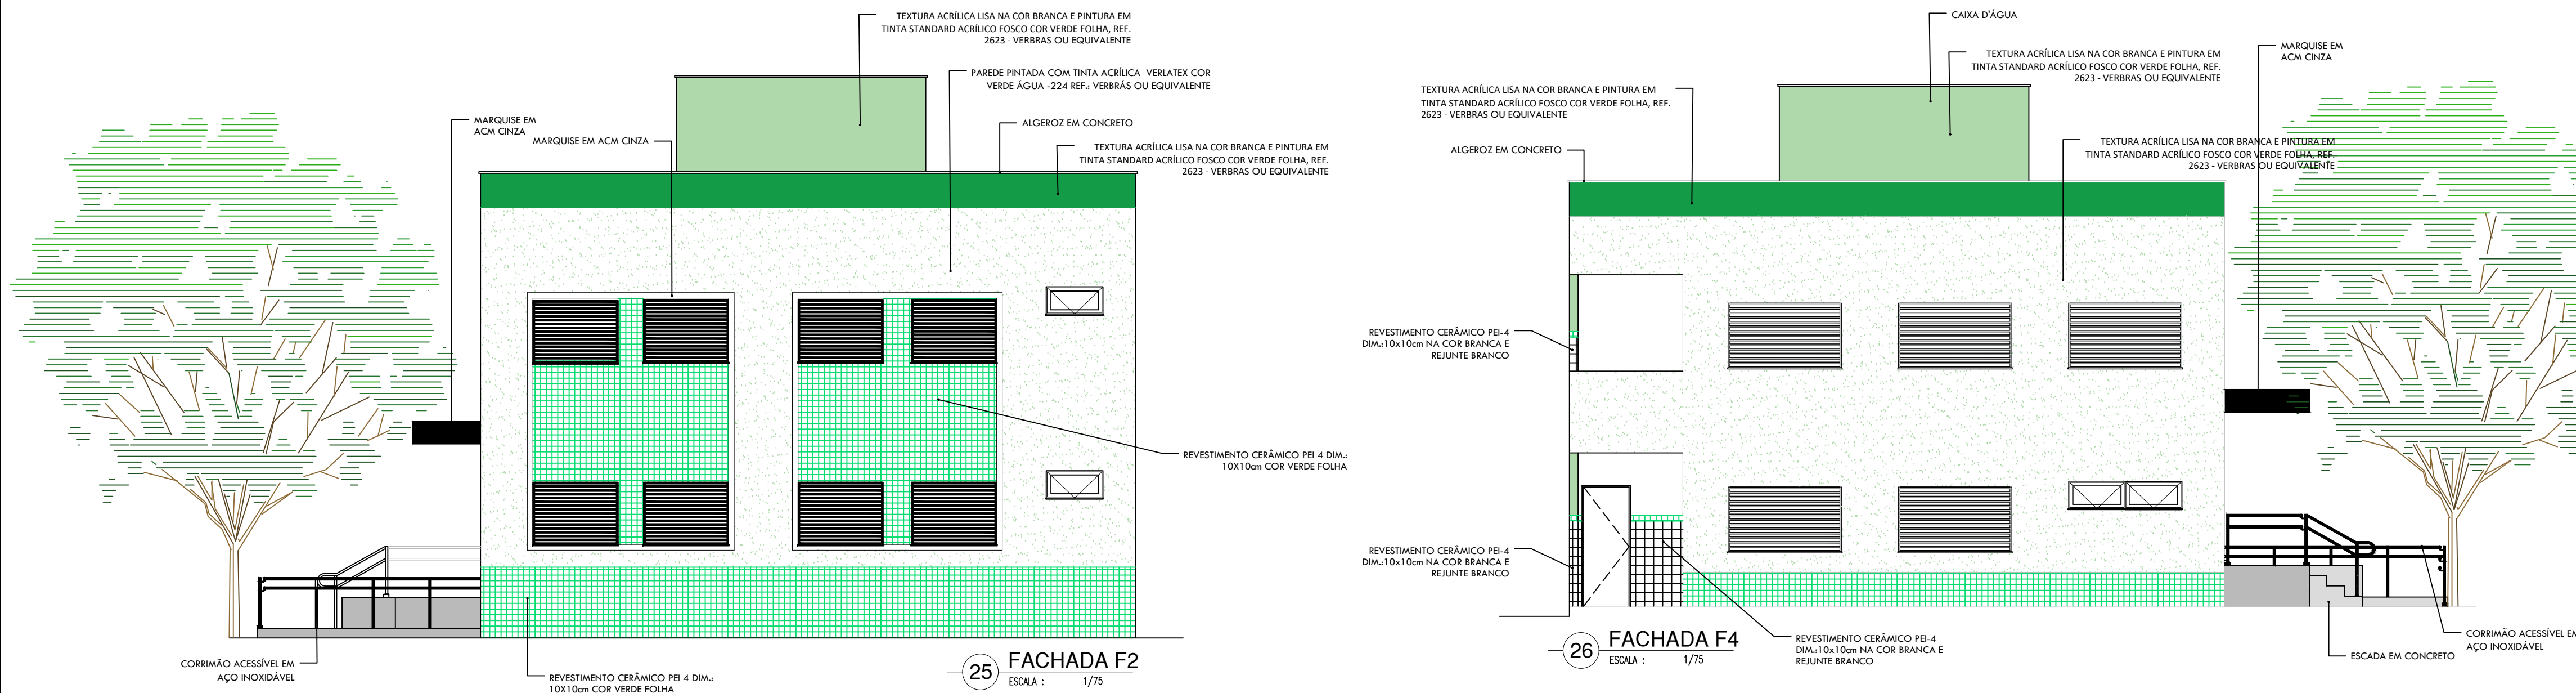 TEXTURA ACRÍLICA LISA NA COR BRANCA E PINTURA EM
TINTA STANDARD ACRÍLICO FOSCO COR VERDE FOLHA, REF.
2623 - VERBRAS OU EQUIVALENTE
PAREDE PINTADA COM TINTA ACRÍLICA VERLATEX COR
VERDE ÁGUA -224 REF.: VERBRÁS OU EQUIVALENTE
MARQUISE EM
ACM CINZA
MARQUISE EM ACM CINZA
ALGEROZ EM CONCRETO
TEXTURA ACRÍLICA LISA NA COR BRANCA E PINTURA EM
TINTA STANDARD ACRÍLICO FOSCO COR VERDE FOLHA, REF.
2623 - VERBRAS OU EQUIVALENTE
REVESTIMENTO CERÂMICO PEI 4 DIM.:
10X10cm COR VERDE FOLHA
CORRIMÃO ACESSÍVEL EM
AÇO INOXIDÁVEL
REVESTIMENTO CERÂMICO PEI 4 DIM.:
10X10cm COR VERDE FOLHA
25
FACHADA F2
ESCALA : 1/75
CAIXA D'ÁGUA
TEXTURA ACRÍLICA LISA NA COR BRANCA E PINTURA EM
TINTA STANDARD ACRÍLICO FOSCO COR VERDE FOLHA, REF.
2623 - VERBRAS OU EQUIVALENTE
MARQUISE EM
ACM CINZA
TEXTURA ACRÍLICA LISA NA COR BRANCA E PINTURA EM
TINTA STANDARD ACRÍLICO FOSCO COR VERDE FOLHA, REF.
2623 - VERBRAS OU EQUIVALENTE
ALGEROZ EM CONCRETO
TEXTURA ACRÍLICA LISA NA COR BRANCA E PINTURA EM
TINTA STANDARD ACRÍLICO FOSCO COR VERDE FOLHA, REF.
2623 - VERBRAS OU EQUIVALENTE
REVESTIMENTO CERÂMICO PEI-4
DIM.:10x10cm NA COR BRANCA E
REJUNTE BRANCO
REVESTIMENTO CERÂMICO PEI-4
DIM.:10x10cm NA COR BRANCA E
REJUNTE BRANCO
26
FACHADA F4
ESCALA : 1/75
REVESTIMENTO CERÂMICO PEI-4
DIM.:10x10cm NA COR BRANCA E
REJUNTE BRANCO
CORRIMÃO ACESSÍVEL EM
AÇO INOXIDÁVEL
ESCADA EM CONCRETO